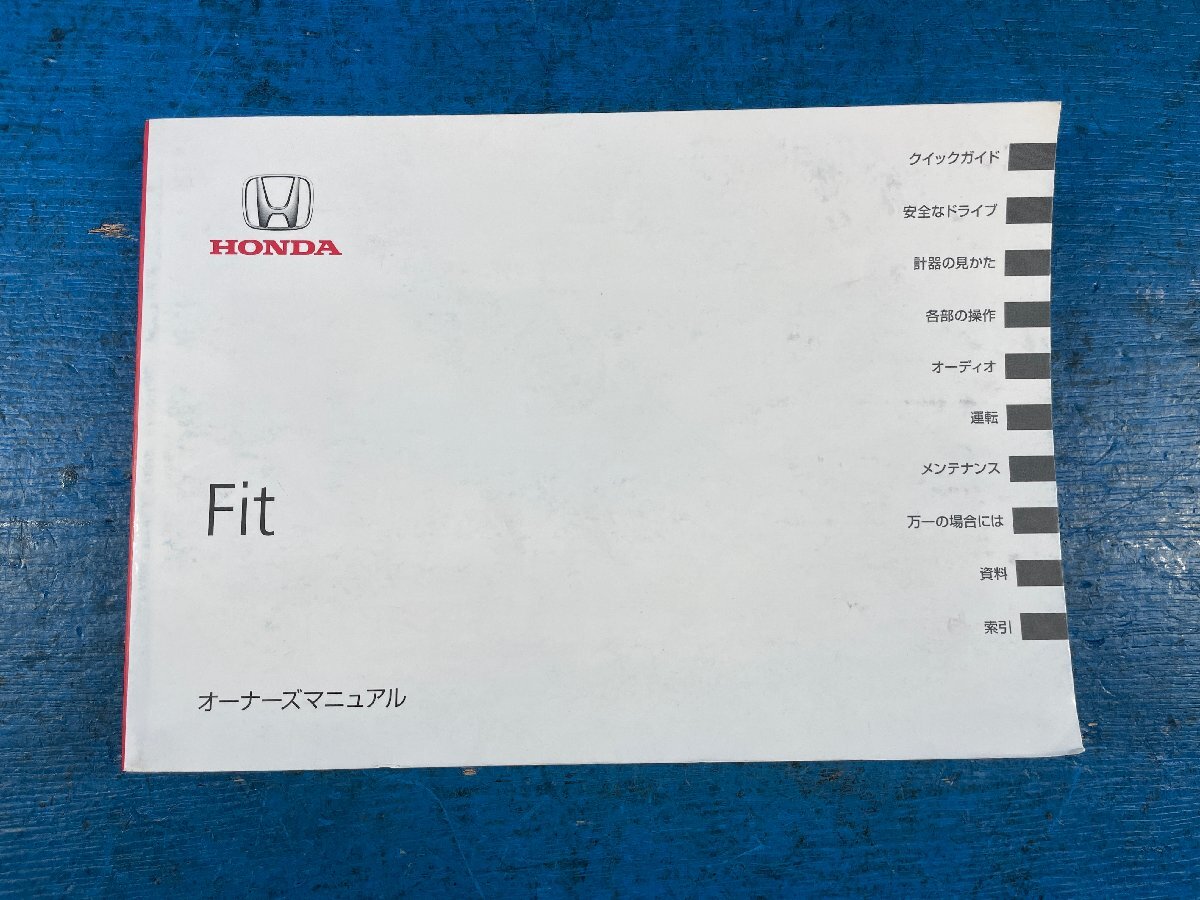 HONDA
Fit
オーナーズマニュアル
クイックガイド
安全なドライブ
計器の見かた
各部の操作
オーディオ
運転
メンテナンス
万一の場合には
資料
索引